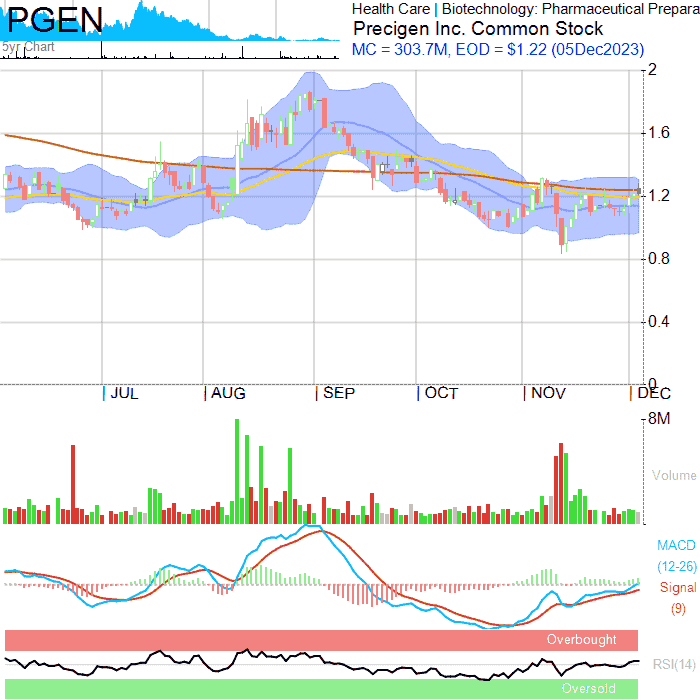 PGEN
Health Care | Biotechnology: Pharmaceutical Prepara
Precigen Inc. Common Stock
5yr Chart
MC = 303.7M, EOD = $1.22 (05Dec2023)
2
1.6
1.2
0.8
0.4
0
JUL AUG SEP OCT NOV DEC
8M
Volume
MACD
(12-26)
Signal
(9)
Overbought
RSI(14)
Oversold